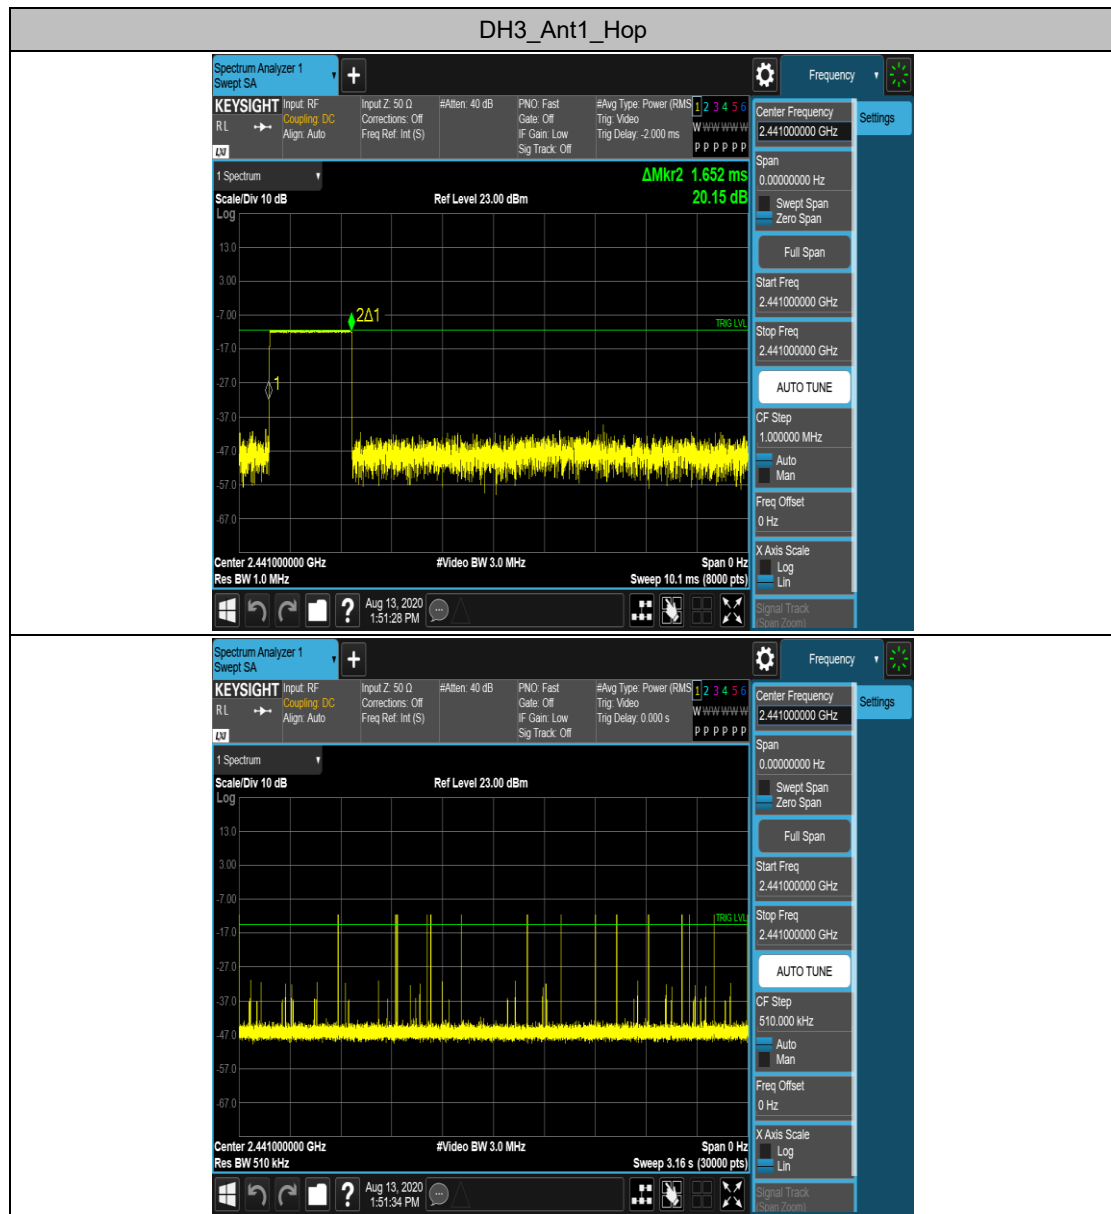 DH3_Ant1_Hop
Spectrum Analyzer 1
Swept SA
Frequency
KEYSIGHT
RL
LXI
Input: RF
Coupling: DC
Align: Auto
Input Z: 50 Ω
Corrections: Off
Freq Ref: Int (S)
#Atten: 40 dB
PNO: Fast
Gate: Off
IF Gain: Low
Sig Track: Off
#Avg Type: Power (RMS
Trig: Video
Trig Delay: -2.000 ms
1 2 3 4 5 6
W W W W W W
P P P P P P
Center Frequency
2.441000000 GHz
Settings
1 Spectrum
ΔMkr2 1.652 ms
20.15 dB
Scale/Div 10 dB
Ref Level 23.00 dBm
Log
13.0
3.00
-7.00
-17.0
-27.0
-37.0
-47.0
-57.0
-67.0
2Δ1
1
TRIG LVL
Span
0.00000000 Hz
Swept Span
Zero Span
Full Span
Start Freq
2.441000000 GHz
Stop Freq
2.441000000 GHz
AUTO TUNE
CF Step
1.000000 MHz
Auto
Man
Freq Offset
0 Hz
X Axis Scale
Log
Lin
Signal Track
(Span Zoom)
Center 2.441000000 GHz
Res BW 1.0 MHz
#Video BW 3.0 MHz
Span 0 Hz
Sweep 10.1 ms (8000 pts)
Aug 13, 2020
1:51:28 PM
Spectrum Analyzer 1
Swept SA
Frequency
KEYSIGHT
RL
LXI
Input: RF
Coupling: DC
Align: Auto
Input Z: 50 Ω
Corrections: Off
Freq Ref: Int (S)
#Atten: 40 dB
PNO: Fast
Gate: Off
IF Gain: Low
Sig Track: Off
#Avg Type: Power (RMS
Trig: Video
Trig Delay: 0.000 s
1 2 3 4 5 6
W W W W W W
P P P P P P
Center Frequency
2.441000000 GHz
Settings
1 Spectrum
Scale/Div 10 dB
Ref Level 23.00 dBm
Log
13.0
3.00
-7.00
-17.0
-27.0
-37.0
-47.0
-57.0
-67.0
TRIG LVL
Span
0.00000000 Hz
Swept Span
Zero Span
Full Span
Start Freq
2.441000000 GHz
Stop Freq
2.441000000 GHz
AUTO TUNE
CF Step
510.000 kHz
Auto
Man
Freq Offset
0 Hz
X Axis Scale
Log
Lin
Signal Track
(Span Zoom)
Center 2.441000000 GHz
Res BW 510 kHz
#Video BW 3.0 MHz
Span 0 Hz
Sweep 3.16 s (30000 pts)
Aug 13, 2020
1:51:34 PM